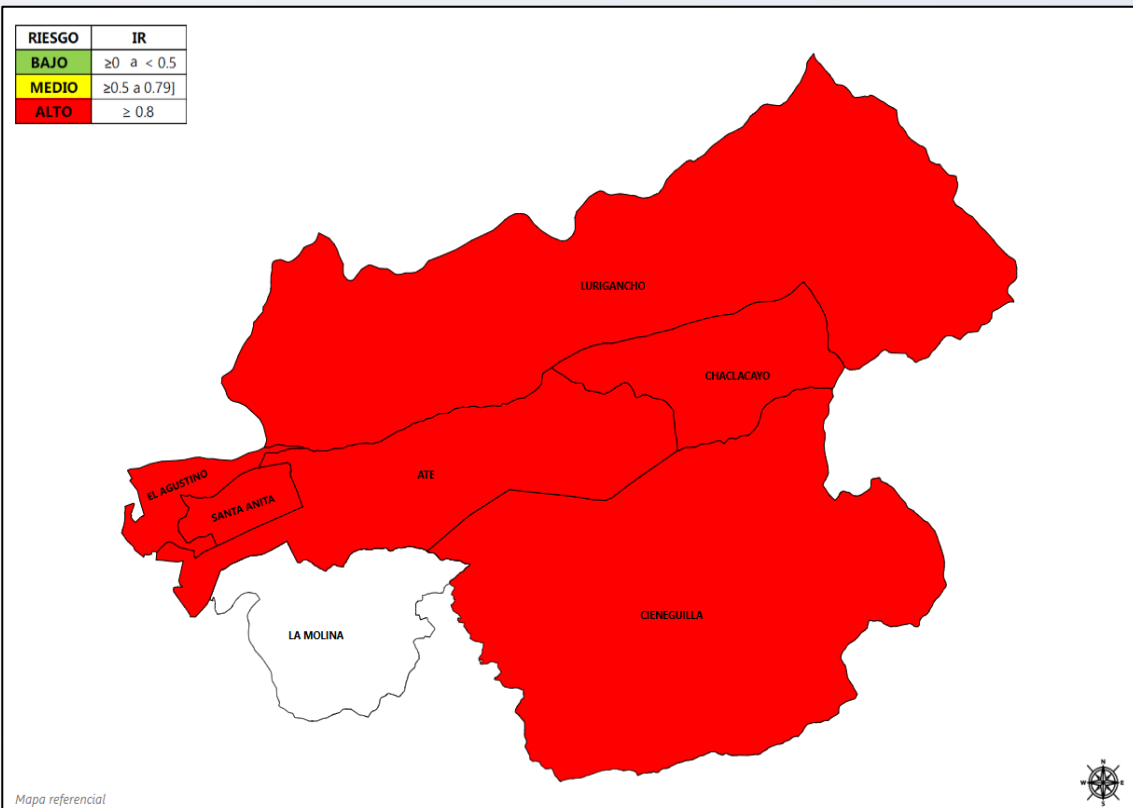 RIESGO IR
BAJO ≥0 a < 0.5
MEDIO ≥0.5 a 0.79]
ALTO ≥ 0.8
LURIGANCHO
CHACLACAYO
ATE
EL AGUSTINO
SANTA ANITA
CIENEGUILLA
LA MOLINA
N
W E
S
Mapa referencial